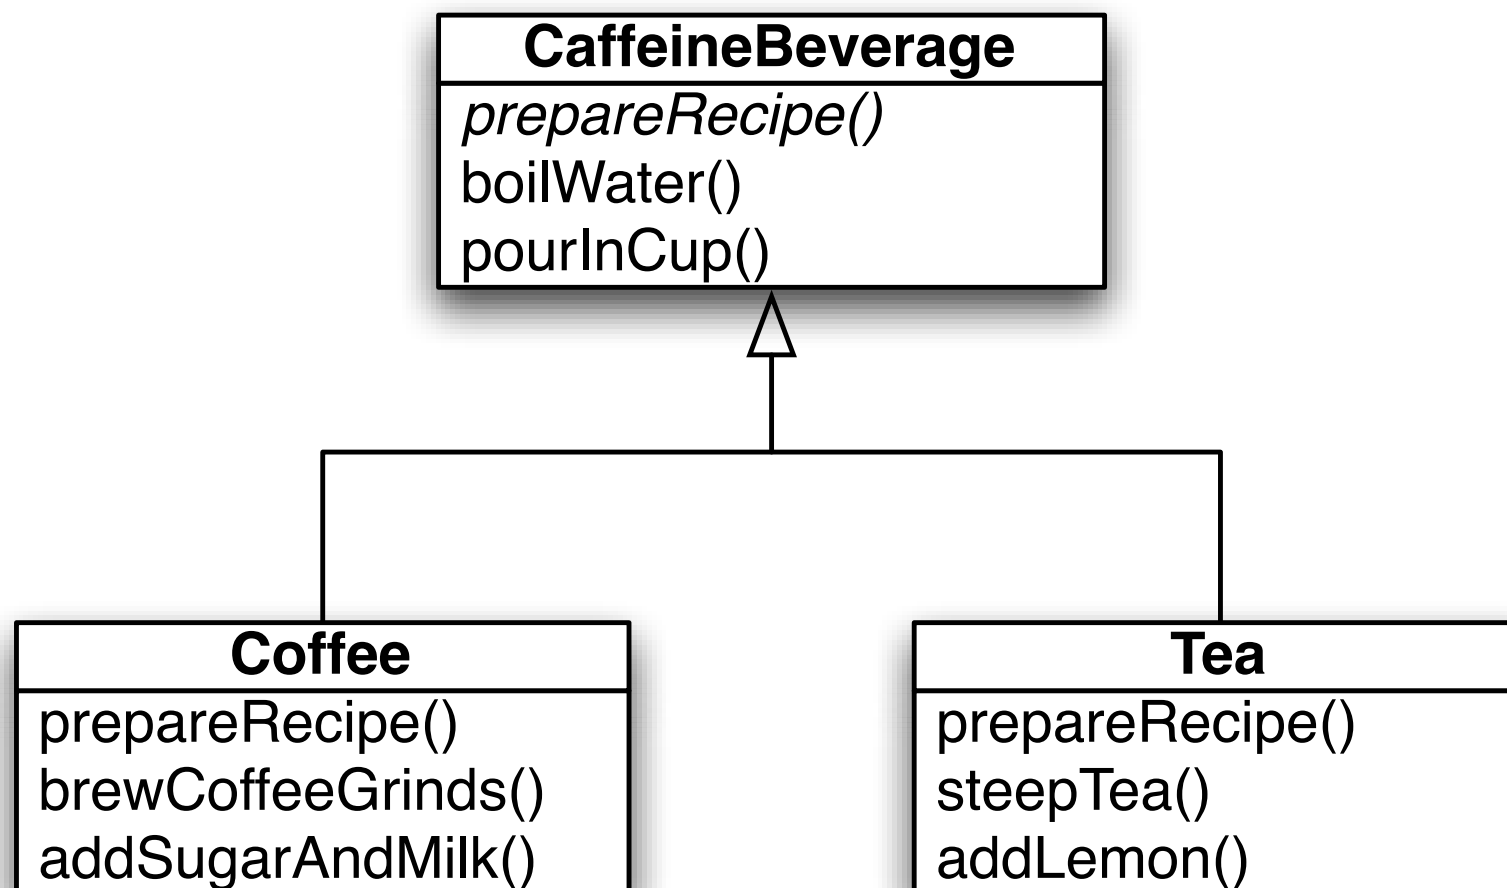 CaffeineBeverage
prepareRecipe()
boilWater()
pourInCup()
Coffee
prepareRecipe()
brewCoffeeGrinds()
addSugarAndMilk()
Tea
prepareRecipe()
steepTea()
addLemon()